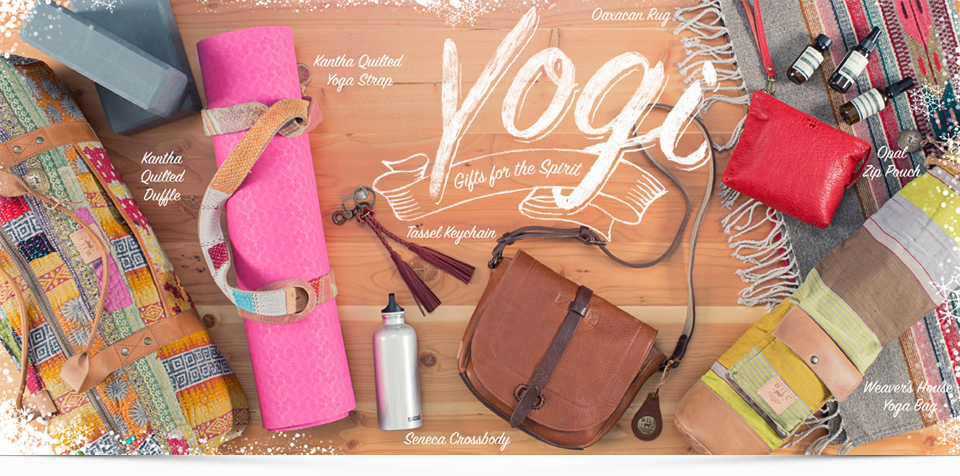 Oaxacan Rug
Kantha Quilted
Yoga Strap
Yogi
Gifts for the Spirit
Kantha
Quilted
Duffle
Opal
Zip Pouch
Tassel Keychain
Weaver's House
Yoga Bag
Seneca Crossbody
SIGG